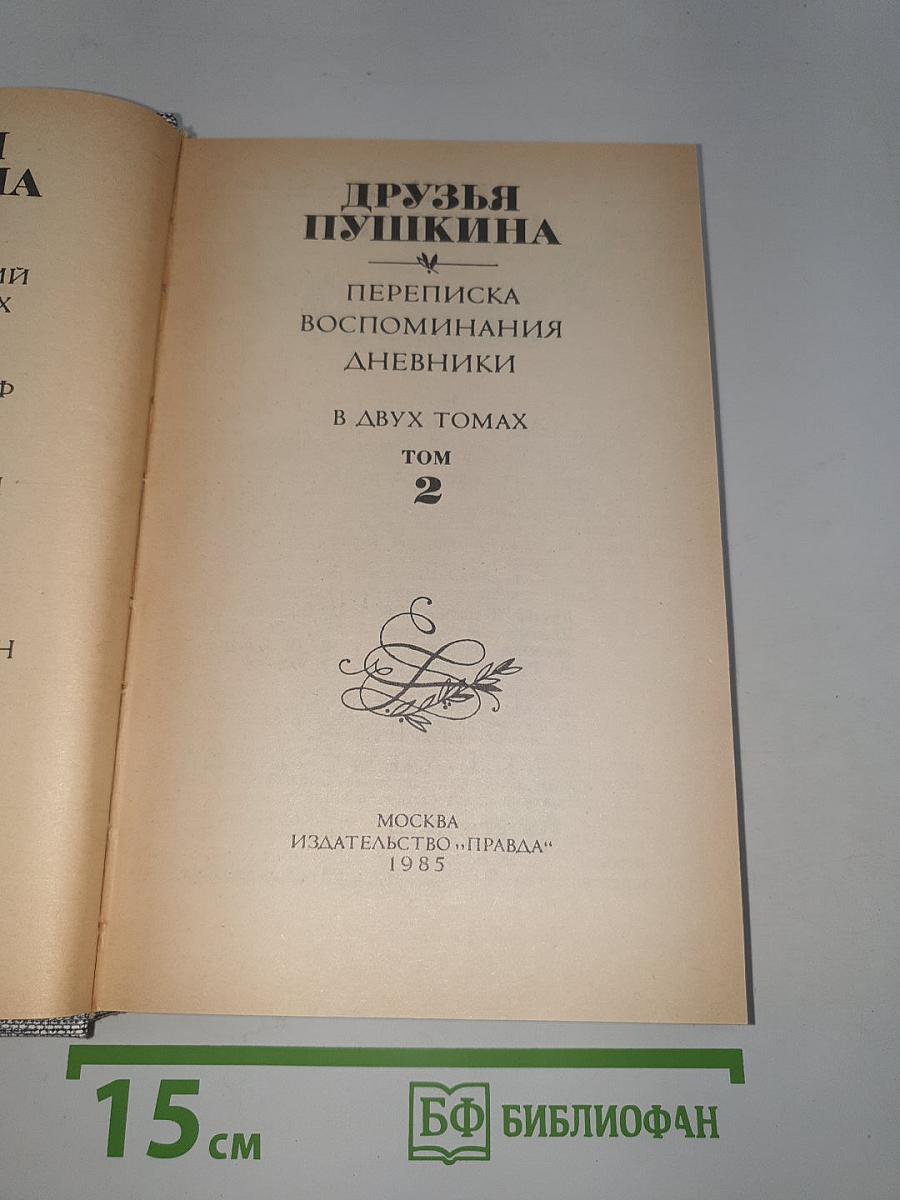 ДРУЗЬЯ
ПУШКИНА
ПЕРЕПИСКА
ВОСПОМИНАНИЯ
ДНЕВНИКИ
В ДВУХ ТОМАХ
ТОМ
2
МОСКВА
ИЗДАТЕЛЬСТВО „ПРАВДА“
1985
15 см
БФ БИБЛИОФАН